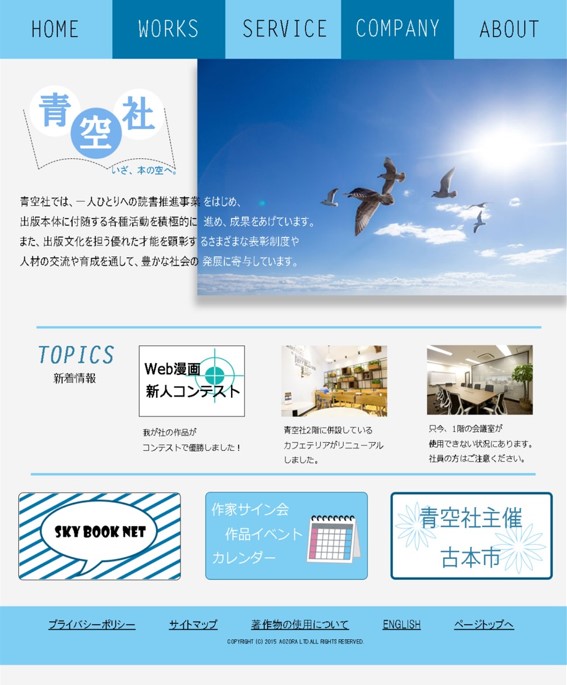 HOME WORKS SERVICE COMPANY ABOUT
青空社
いざ、本の空へ。
青空社では、一人ひとりへの読書推進事業をはじめ、
出版本体に付随する各種活動を積極的に進め、成果をあげています。
また、出版文化を担う優れた才能を顕彰するさまざまな表彰制度や
人材の交流や育成を通して、豊かな社会の発展に寄与しています。
TOPICS
新着情報
Web漫画
新人コンテスト
我が社の作品が
コンテストで優勝しました！
青空社2階に併設している
カフェテリアがリニューアル
しました。
只今、1階の会議室が
使用できない状況にあります。
社員の方はご注意ください。
SKY BOOK NET
作家サイン会
作品イベント
カレンダー
青空社主催
古本市
プライバシーポリシー サイトマップ 著作物の使用について ENGLISH ページトップへ
COPYRIGHT (C) 2015 AOZORA LTD.ALL RIGHTS RESERVED.